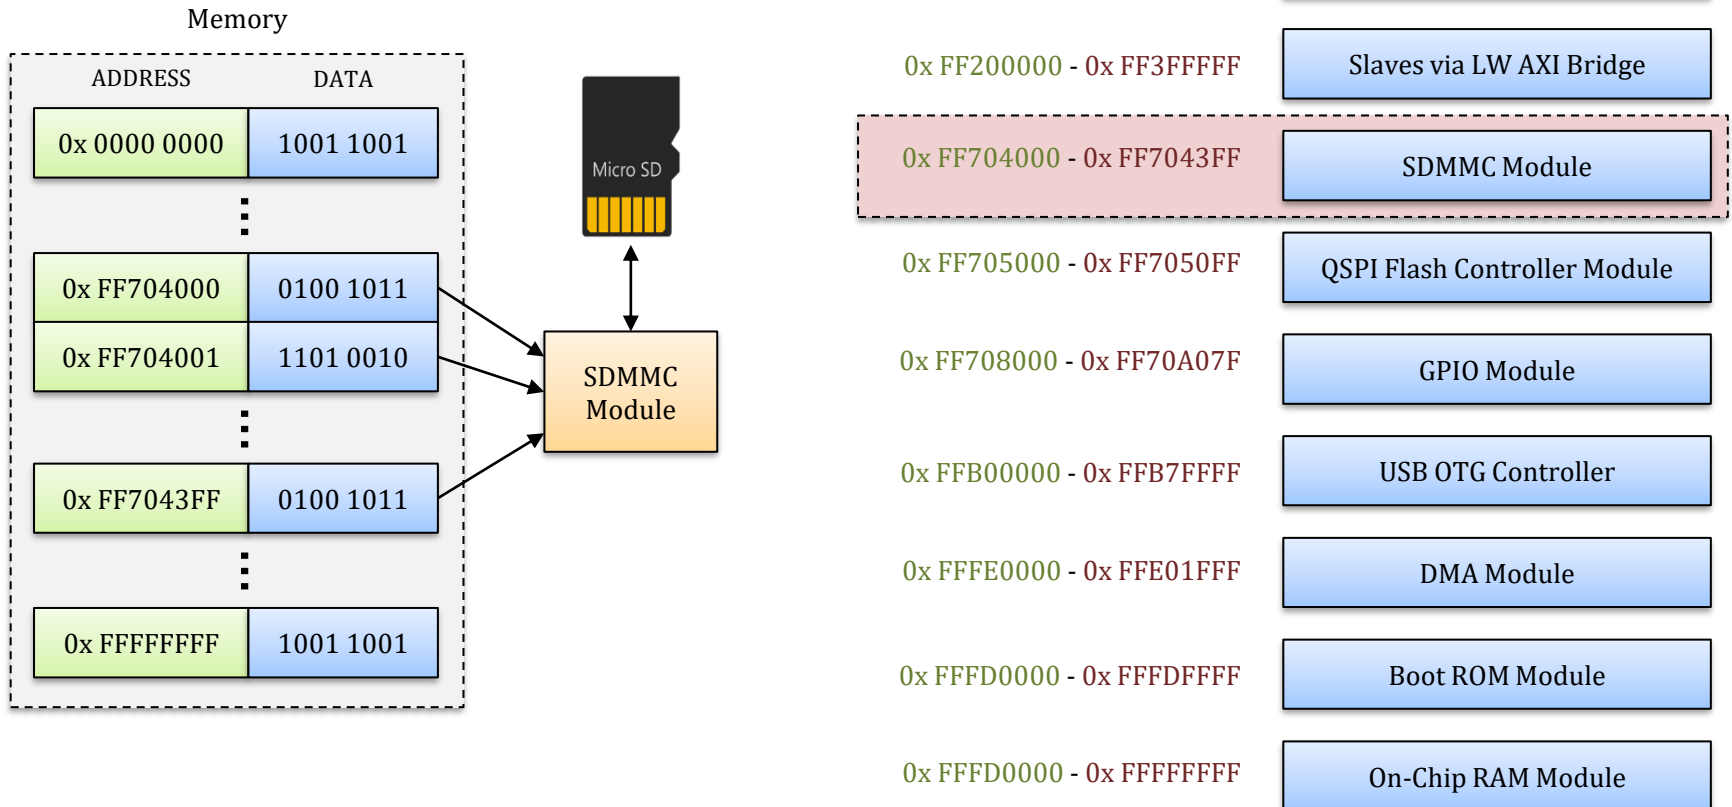 Memory
ADDRESS DATA
0x 0000 0000 1001 1001
0x FF704000 0100 1011
0x FF704001 1101 0010
0x FF7043FF 0100 1011
0x FFFFFFFF 1001 1001
Micro SD
SDMMC
Module
0x FF200000 - 0x FF3FFFFF Slaves via LW AXI Bridge
0x FF704000 - 0x FF7043FF SDMMC Module
0x FF705000 - 0x FF7050FF QSPI Flash Controller Module
0x FF708000 - 0x FF70A07F GPIO Module
0x FFB00000 - 0x FFB7FFFF USB OTG Controller
0x FFFE0000 - 0x FFE01FFF DMA Module
0x FFFD0000 - 0x FFFDFFFF Boot ROM Module
0x FFFD0000 - 0x FFFFFFFF On-Chip RAM Module